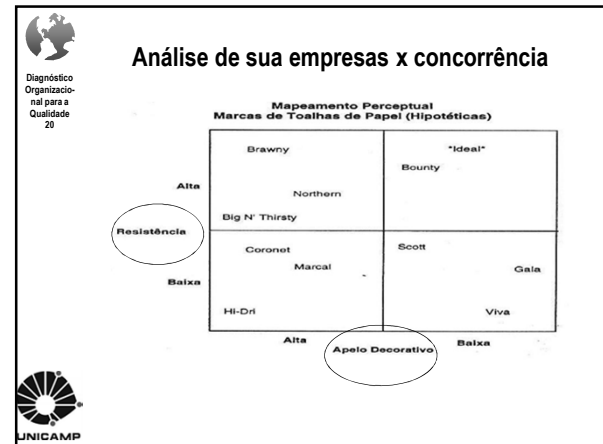 Diagnóstico
Organizacio-
nal para a
Qualidade
20
Análise de sua empresas x concorrência
Mapeamento Perceptual
Marcas de Toalhas de Papel (Hipotéticas)
Brawny
"Ideal"
Bounty
Alta
Northern
Big N' Thirsty
Resistência
Coronet
Scott
Marcal
Gala
Baixa
Hi-Dri
Viva
Alta
Apelo Decorativo
Baixa
UNICAMP